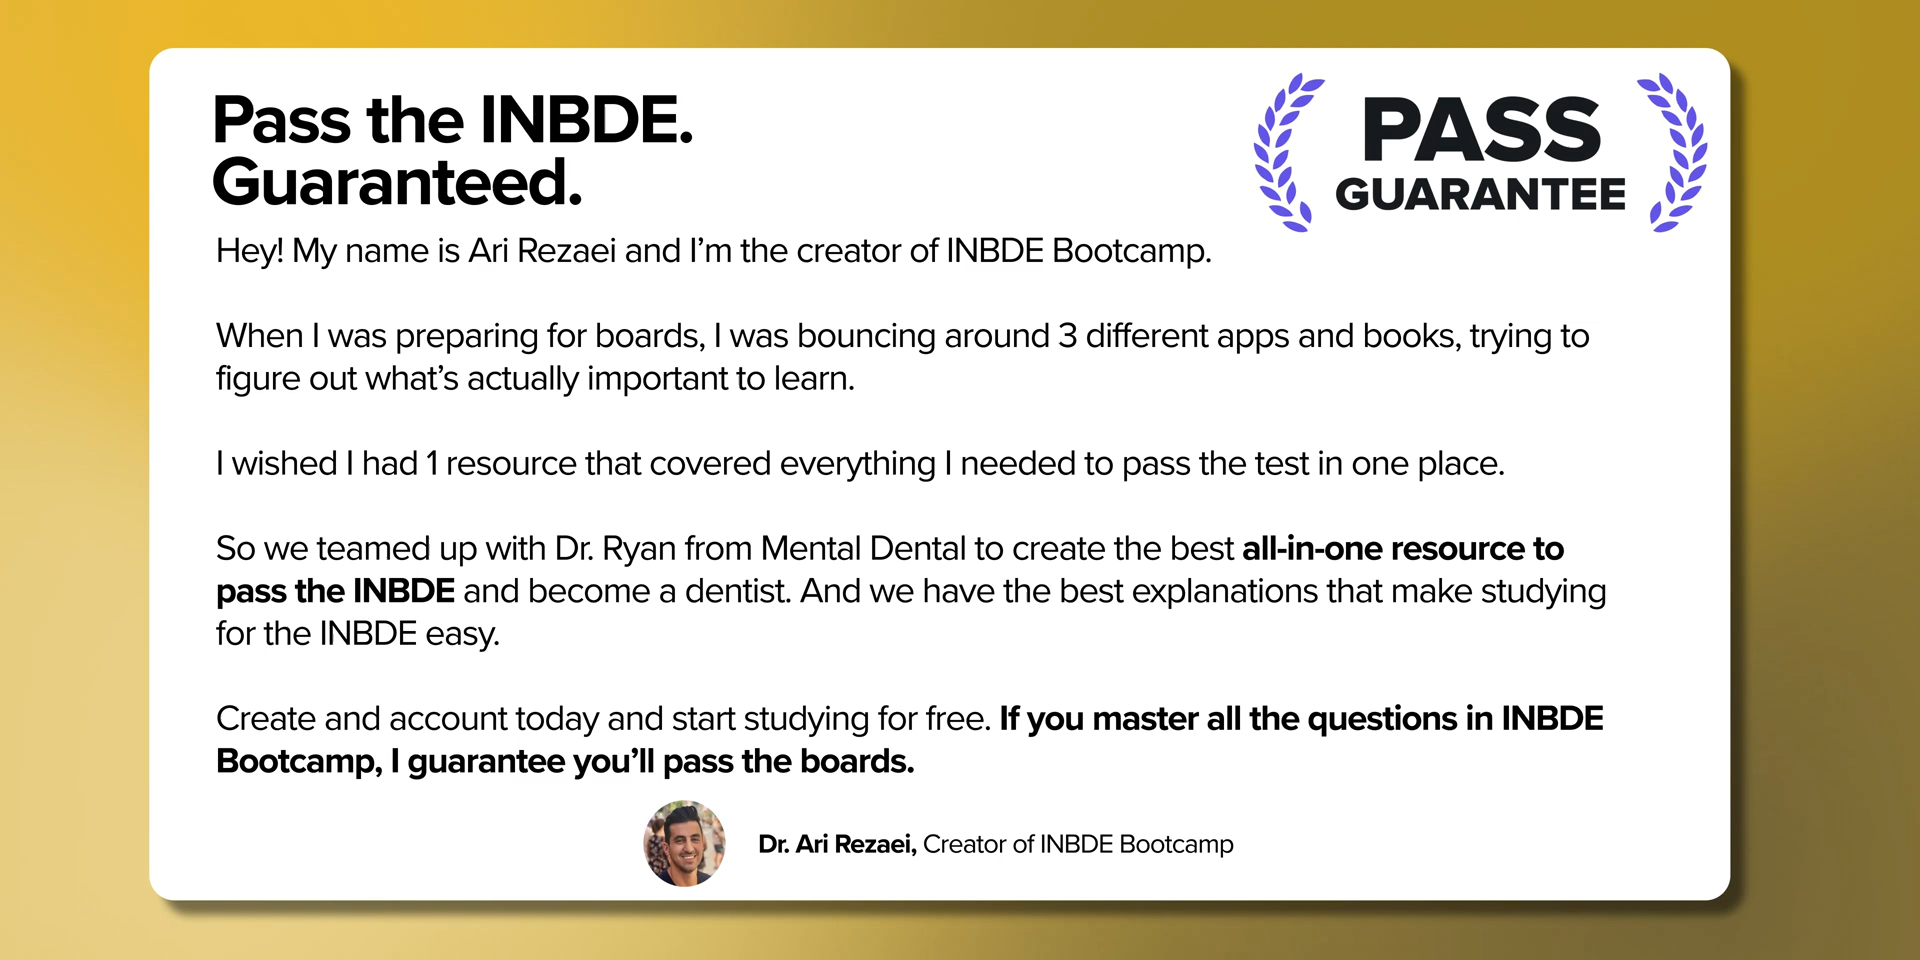 Pass the INBDE.
Guaranteed.
PASS
GUARANTEE
Hey! My name is Ari Rezaei and I’m the creator of INBDE Bootcamp.
When I was preparing for boards, I was bouncing around 3 different apps and books, trying to
figure out what’s actually important to learn.
I wished I had 1 resource that covered everything I needed to pass the test in one place.
So we teamed up with Dr. Ryan from Mental Dental to create the best all-in-one resource to
pass the INBDE and become a dentist. And we have the best explanations that make studying
for the INBDE easy.
Create and account today and start studying for free. If you master all the questions in INBDE
Bootcamp, I guarantee you’ll pass the boards.
Dr. Ari Rezaei, Creator of INBDE Bootcamp